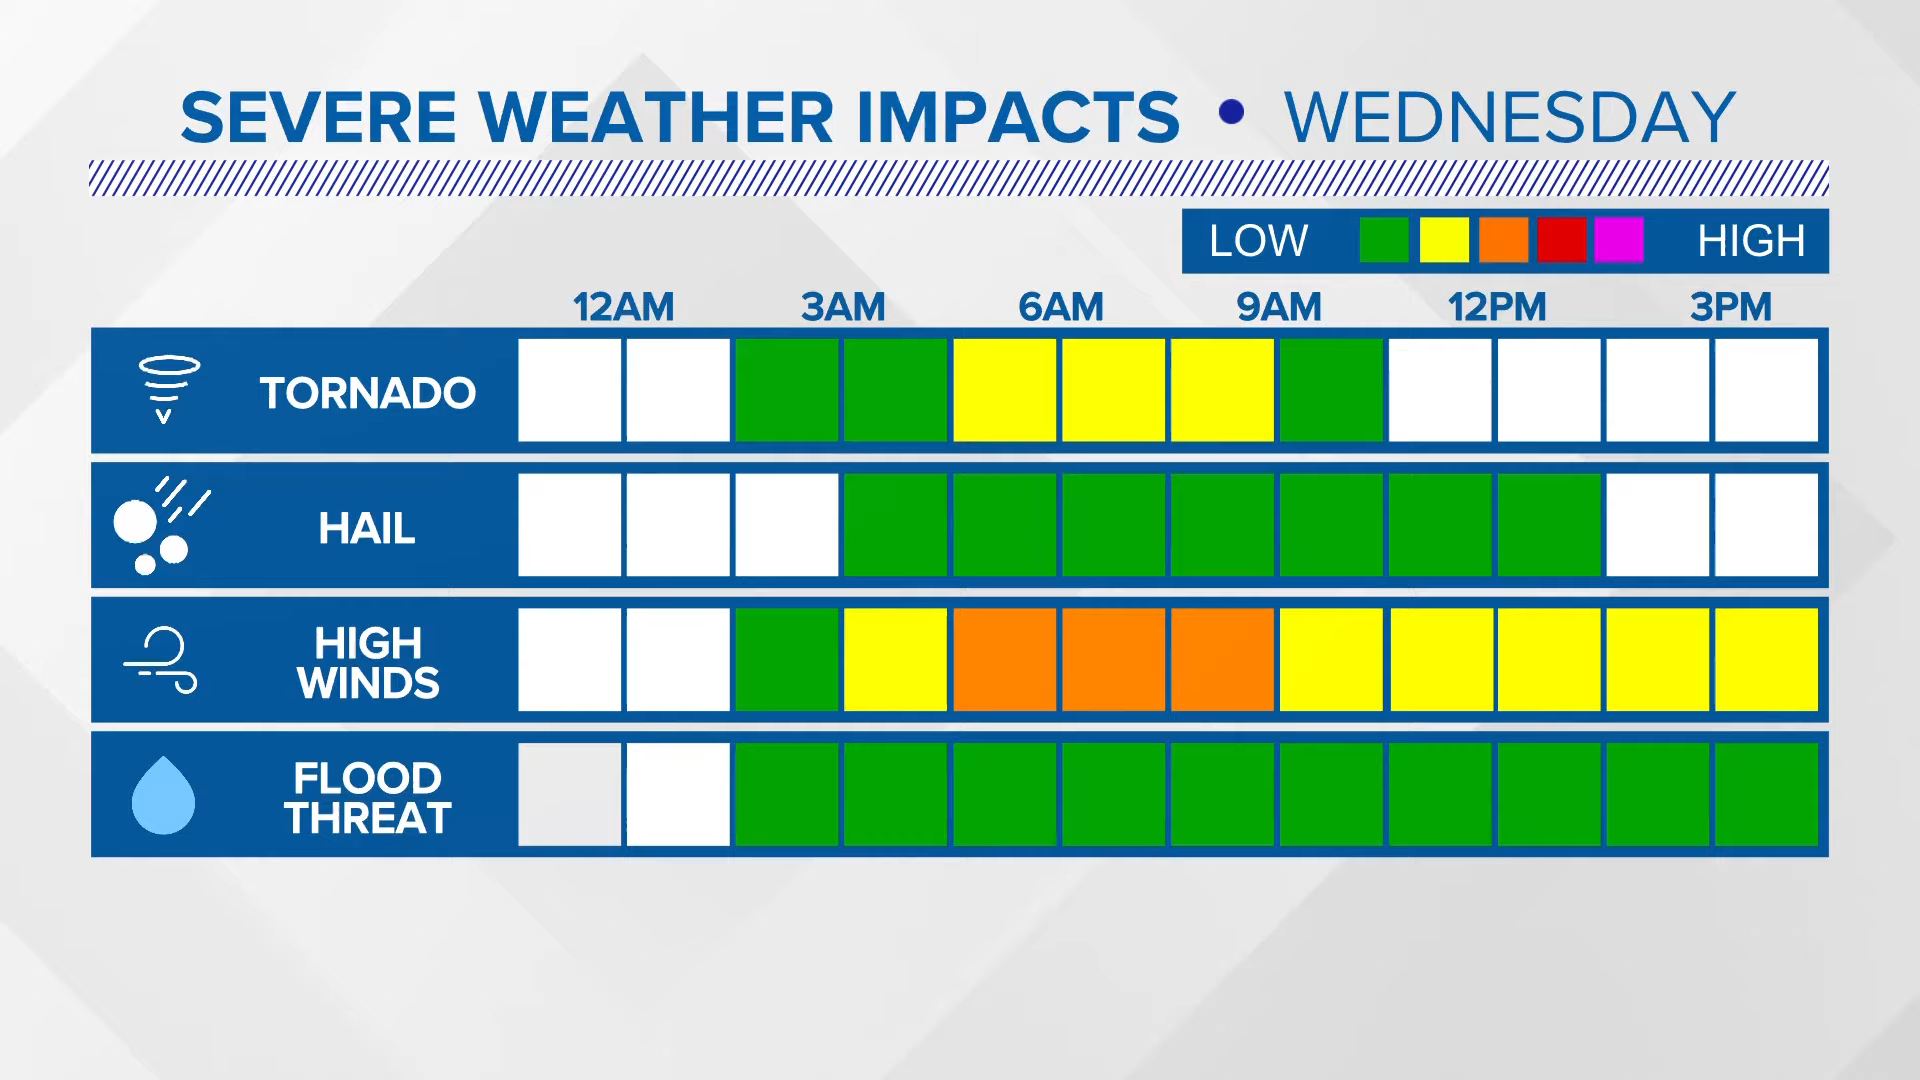 SEVERE WEATHER IMPACTS • WEDNESDAY
LOW HIGH
12AM 3AM 6AM 9AM 12PM 3PM
TORNADO
HAIL
HIGH
WINDS
FLOOD
THREAT